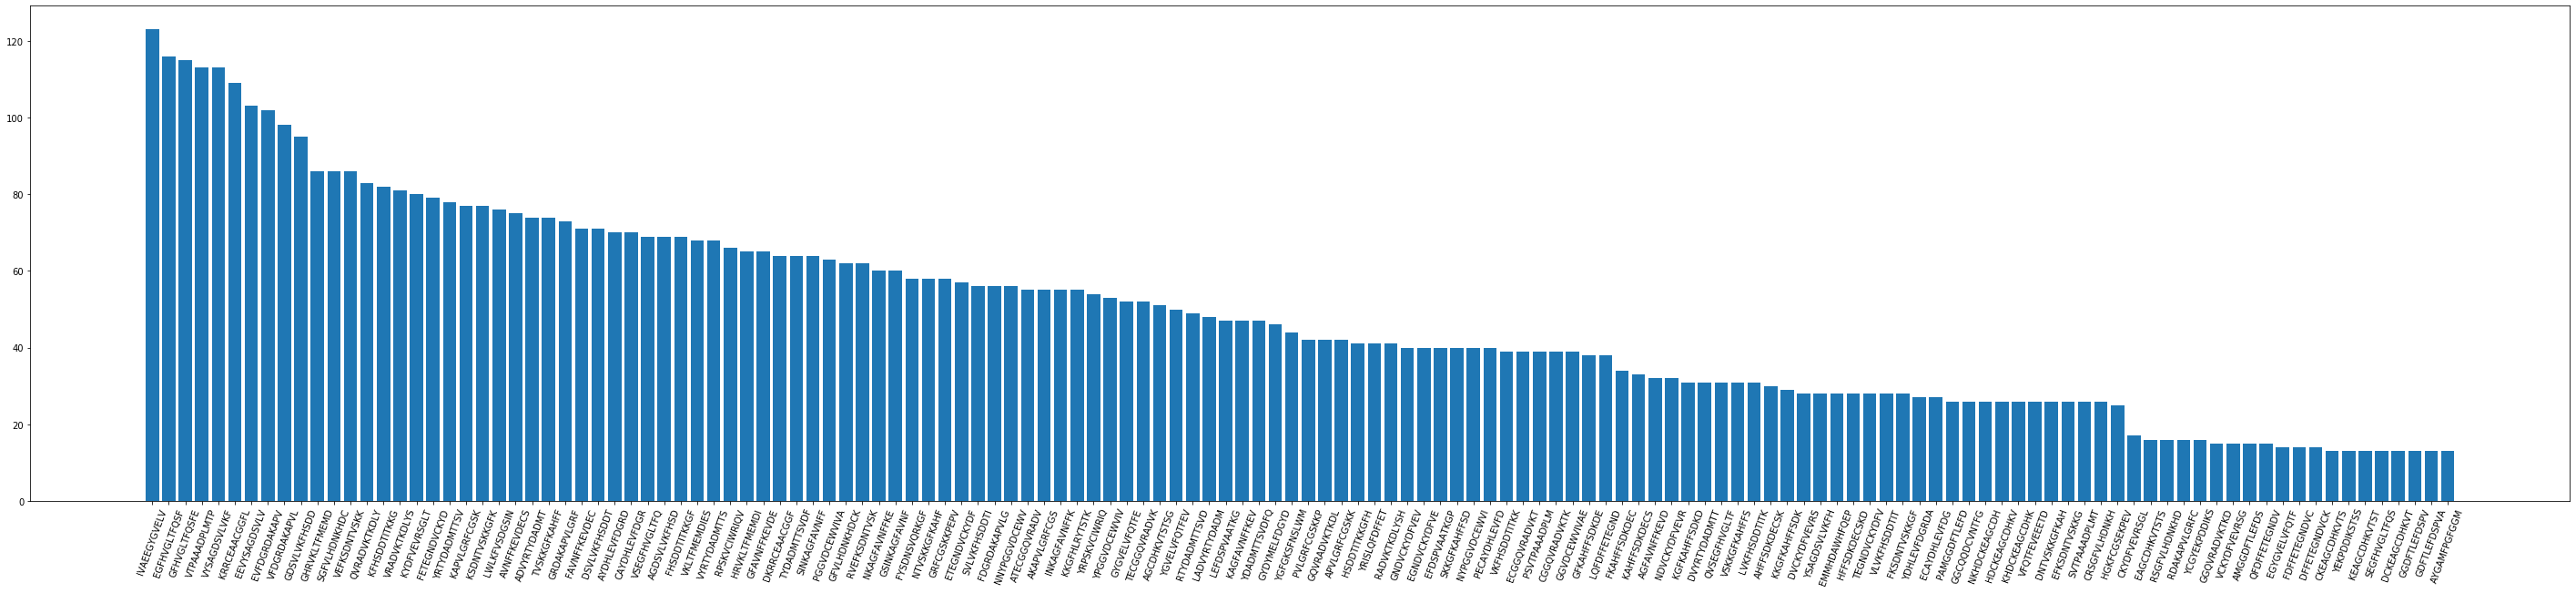 120
100
80
60
40
20
0
IVAEEGYGVELV
EGFHVGLTFQSF
GFHVGLTFQSFE
VTPAAADPLMTP
VYSAGDSVLVKF
KRRCEAACGGFL
EEVYSAGDSVLV
EVFDGRDAKAPV
VFDGRDAKAPVL
GDSVLVKFHSDD
GHRVKLTFMEMD
SGFVLHDNKHDC
VEFKSDNTVSKK
QVRADVKTKDLY
KFHSDDTITKKG
VRADVKTKDLYS
KYDPVEVRSGLT
FETEGNDVCKYD
YRTYDADMTTSV
KAPVLGRFCGSK
KSDNTVSKKGFK
LWLKFVSDGSIN
AVNFFKEVDECS
ADVYRTYDADMT
TVSKKGFKAHFF
GRDAKAPVLGRF
FAVNFFKEVDEC
DSVLVKFHSDDT
AYDHLEVFDGRD
CAYDHLEVFDGR
VSEGFHVGLTFQ
AGDSVLVKFHSD
FHSDDTITKKGF
VKLTFMEMDIES
VYRTYDADMTTS
RPSKVCIWRIQV
HRVKLTFMEMDI
GFAVNFFKEVDE
DKRRCEAACGGF
TYDADMTTSVDF
SINKAGFAVNFF
PGGVDCEWVIVA
GFVLHDNKHDCK
RVEFKSDNTVSK
NKAGFAVNFFKE
GSINKAGFAVNF
FYSDNSVQRKGF
NTVSKKGFKAHF
GRFCGSKKPEPV
ETEGNDVCKYDF
SVLVKFHSDDTI
FDGRDAKAPVLG
NNYPGGVDCEWV
ATECGGQVRADV
AKAPVLGRFCGS
INKAGFAVNFFK
KKGFHLRYTSTK
YRPSKVCIWRIQ
YPGGVDCEWVIV
GYGVELVFQTFE
TECGGQVRADVK
AGCDHKVTSTSG
YGVELVFQTFEV
RTYDADMTTSVD
LADVYRTYDADM
LEFDSPVAATKG
KAGFAVNFFKEV
YDADMTTSVDFQ
GYDYMELFDGYD
YGFGKSFNSLWM
PVLGRFCGSKKP
GQVRADVKTKDL
APVLGRFCGSKK
HSDDTITKKGFH
YRISLQFDFFET
RADVKTKDLYSH
GNDVCKYDFVEV
EGNDVCKYDFVE
EFDSPVAATKGP
SKKGFKAHFFSD
NYPGGVDCEWVI
PECAYDHLEVFD
VKFHSDDTITKK
ECGGQVRADVKT
PSVTPAAADPLM
CGGQVRADVKTK
GGVDCEWVIVAE
GFKAHFFSDKDE
LQFDFFETEGND
FKAHFFSDKDEC
KAHFFSDKDECS
AGFAVNFFKEVD
NDVCKYDFVEVR
KGFKAHFFSDKD
DVYRTYDADMTT
QVSEGFHVGLTF
VSKKGFKAHFFS
LVKFHSDDTITK
AHFFSDKDECSK
KKGFKAHFFSDK
DVCKYDFVEVRS
YSAGDSVLVKFH
EMMHDAWHFQEP
HFFSDKDECSKD
TEGNDVCKYDFV
VLVKFHSDDTIT
FKSDNTVSKKGF
YDHLEVFDGRDA
ECAYDHLEVFDG
PAMGGDFTLEFD
GGCQDDCVNTFG
NKHDCKEAGCDH
HDCKEAGCDHKV
KHDCKEAGCDHK
VFQTFEVEEETD
DNTVSKKGFKAH
EFKSDNTVSKKG
SVTPAAADPLMT
CRSGFVLHDNKH
HGKFCGSEKPEV
CKYDFVEVRSGL
EAGCDHKVTSTS
RSGFVLHDNKHD
RDAKAPVLGRFC
YCGYEKPDDIKS
GGQVRADVKTKD
VCKYDFVEVRSG
AMGGDFTLEFDS
QFDFFETEGNDV
EGYGVELVFQTF
FDFFETEGNDVC
DFFETEGNDVCK
CKEAGCDHKVTS
YEKPDDIKSTSS
KEAGCDHKVTST
SEGFHVGLTFQS
DCKEAGCDHKVT
GGDFTLEFDSPV
GDFTLEFDSPVA
AYGAMFPGFGGM